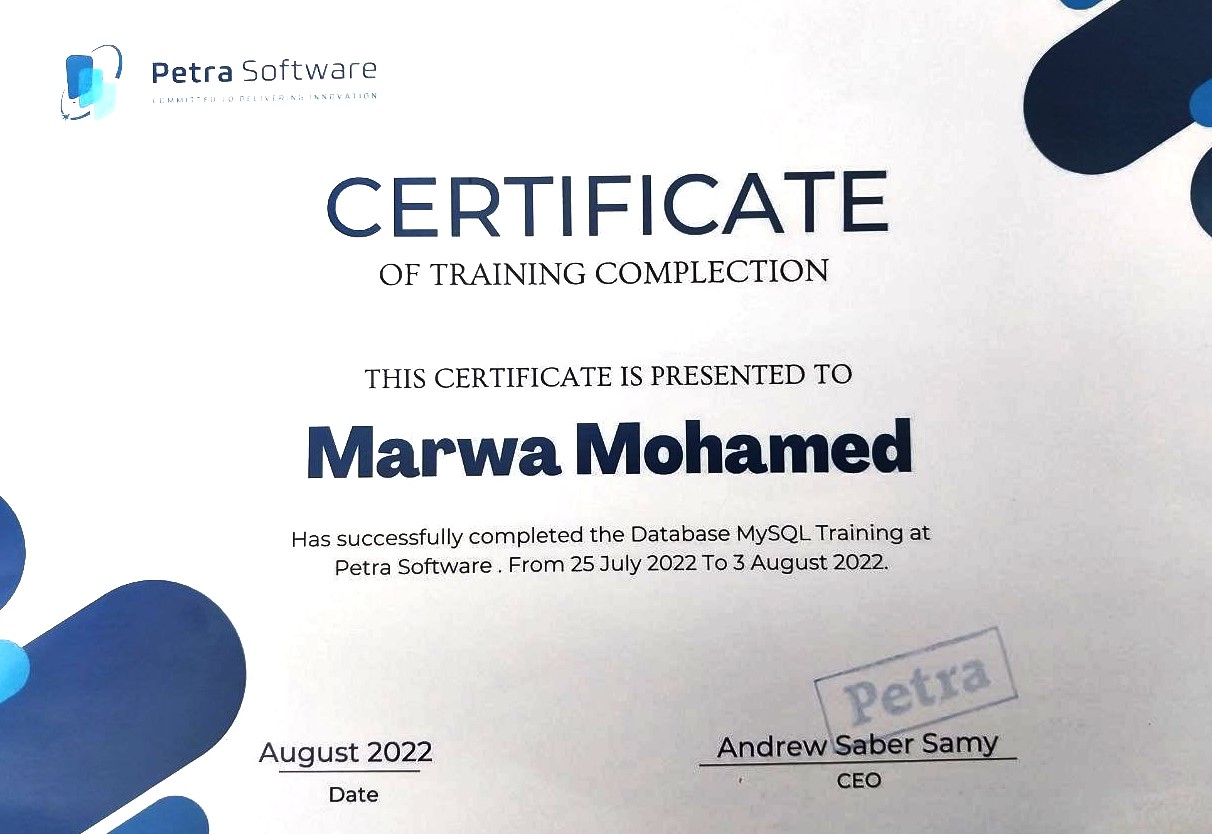 Petra Software
COMMITTED TO DELIVERING INNOVATION
CERTIFICATE
OF TRAINING COMPLECTION
THIS CERTIFICATE IS PRESENTED TO
Marwa Mohamed
Has successfully completed the Database MySQL Training at
Petra Software . From 25 July 2022 To 3 August 2022.
Petra
August 2022
Date
Andrew Saber Samy
CEO